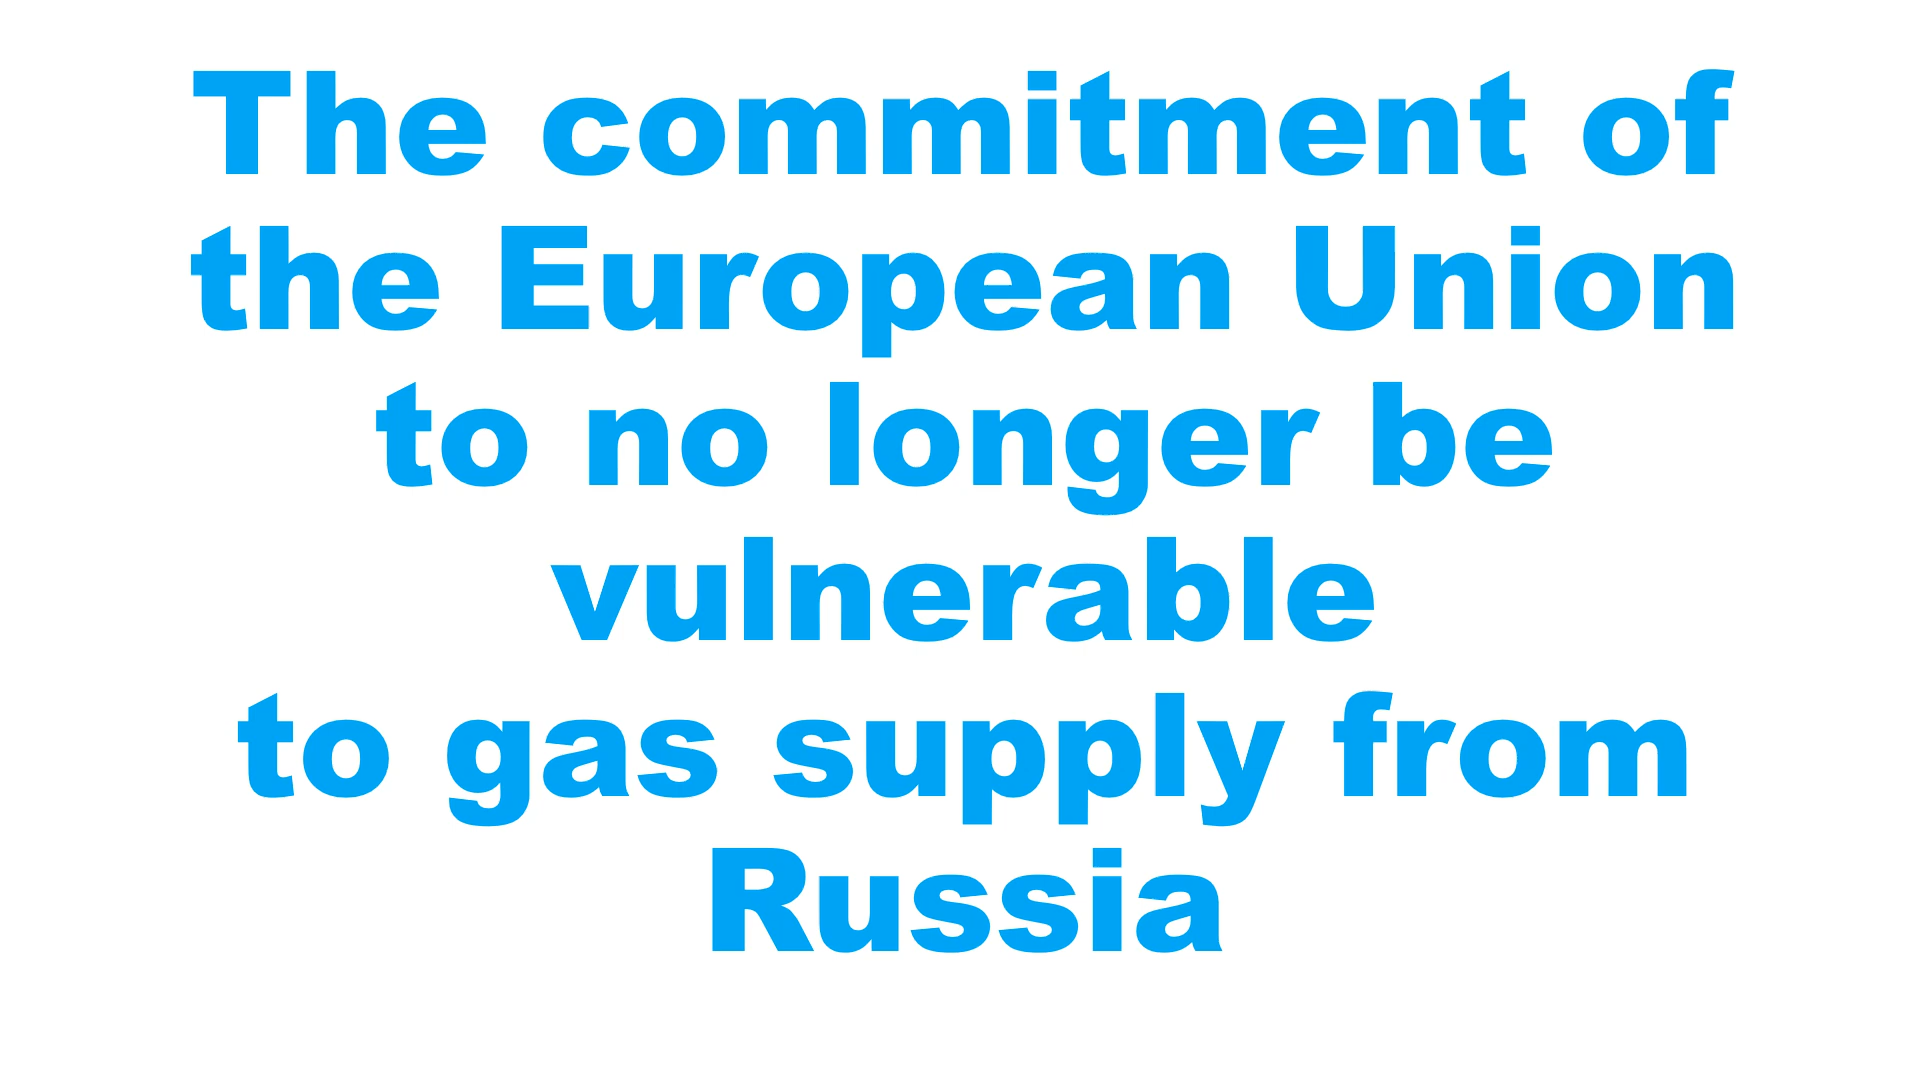 The commitment of
the European Union
to no longer be
vulnerable
to gas supply from
Russia